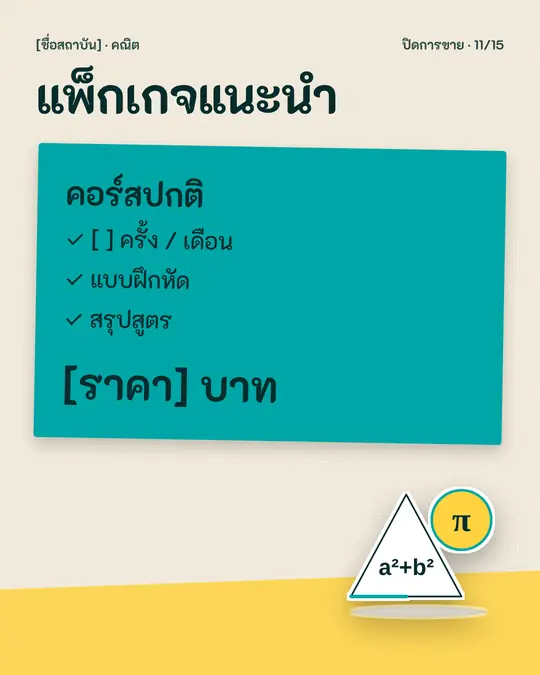 [ชื่อสถาบัน] · คณิต
ปิดการขาย · 11/15
แพ็กเกจแนะนำ
คอร์สปกติ
✓ [ ] ครั้ง / เดือน
✓ แบบฝึกหัด
✓ สรุปสูตร
[ราคา] บาท
π
a²+b²